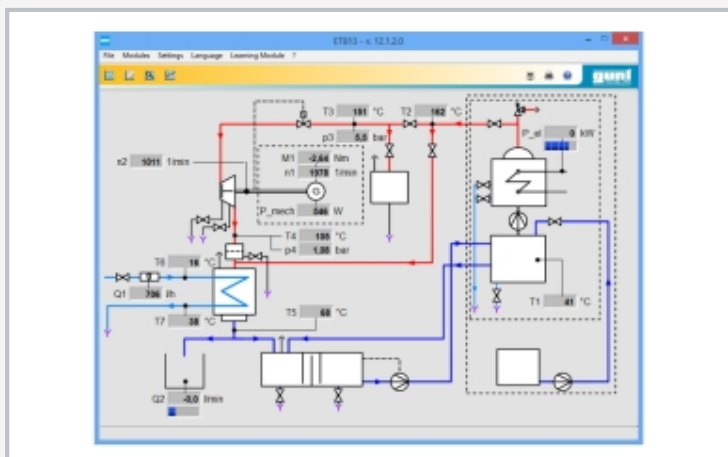 ET813 - n. 12.1.2.0
File Modules Settings Language Learning Module ?
gunt
T3 151 °C
T2 162 °C
p3 5,5 bar
P_el 0 kW
n2 1011 1/min
M1 -2,64 Nm
n1 1978 1/min
G
P_mech 546 W
T4 105 °C
p4 1,08 bar
T6 16 °C
Q1 706 l/h
T5 68 °C
T1 41 °C
T7 38 °C
Q2 -0,0 l/min